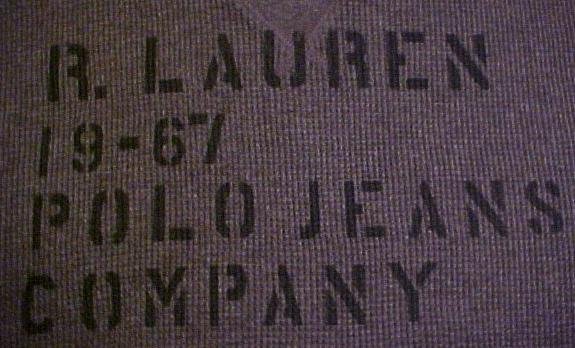 R. LAUREN
19-67
POLO JEANS
COMPANY